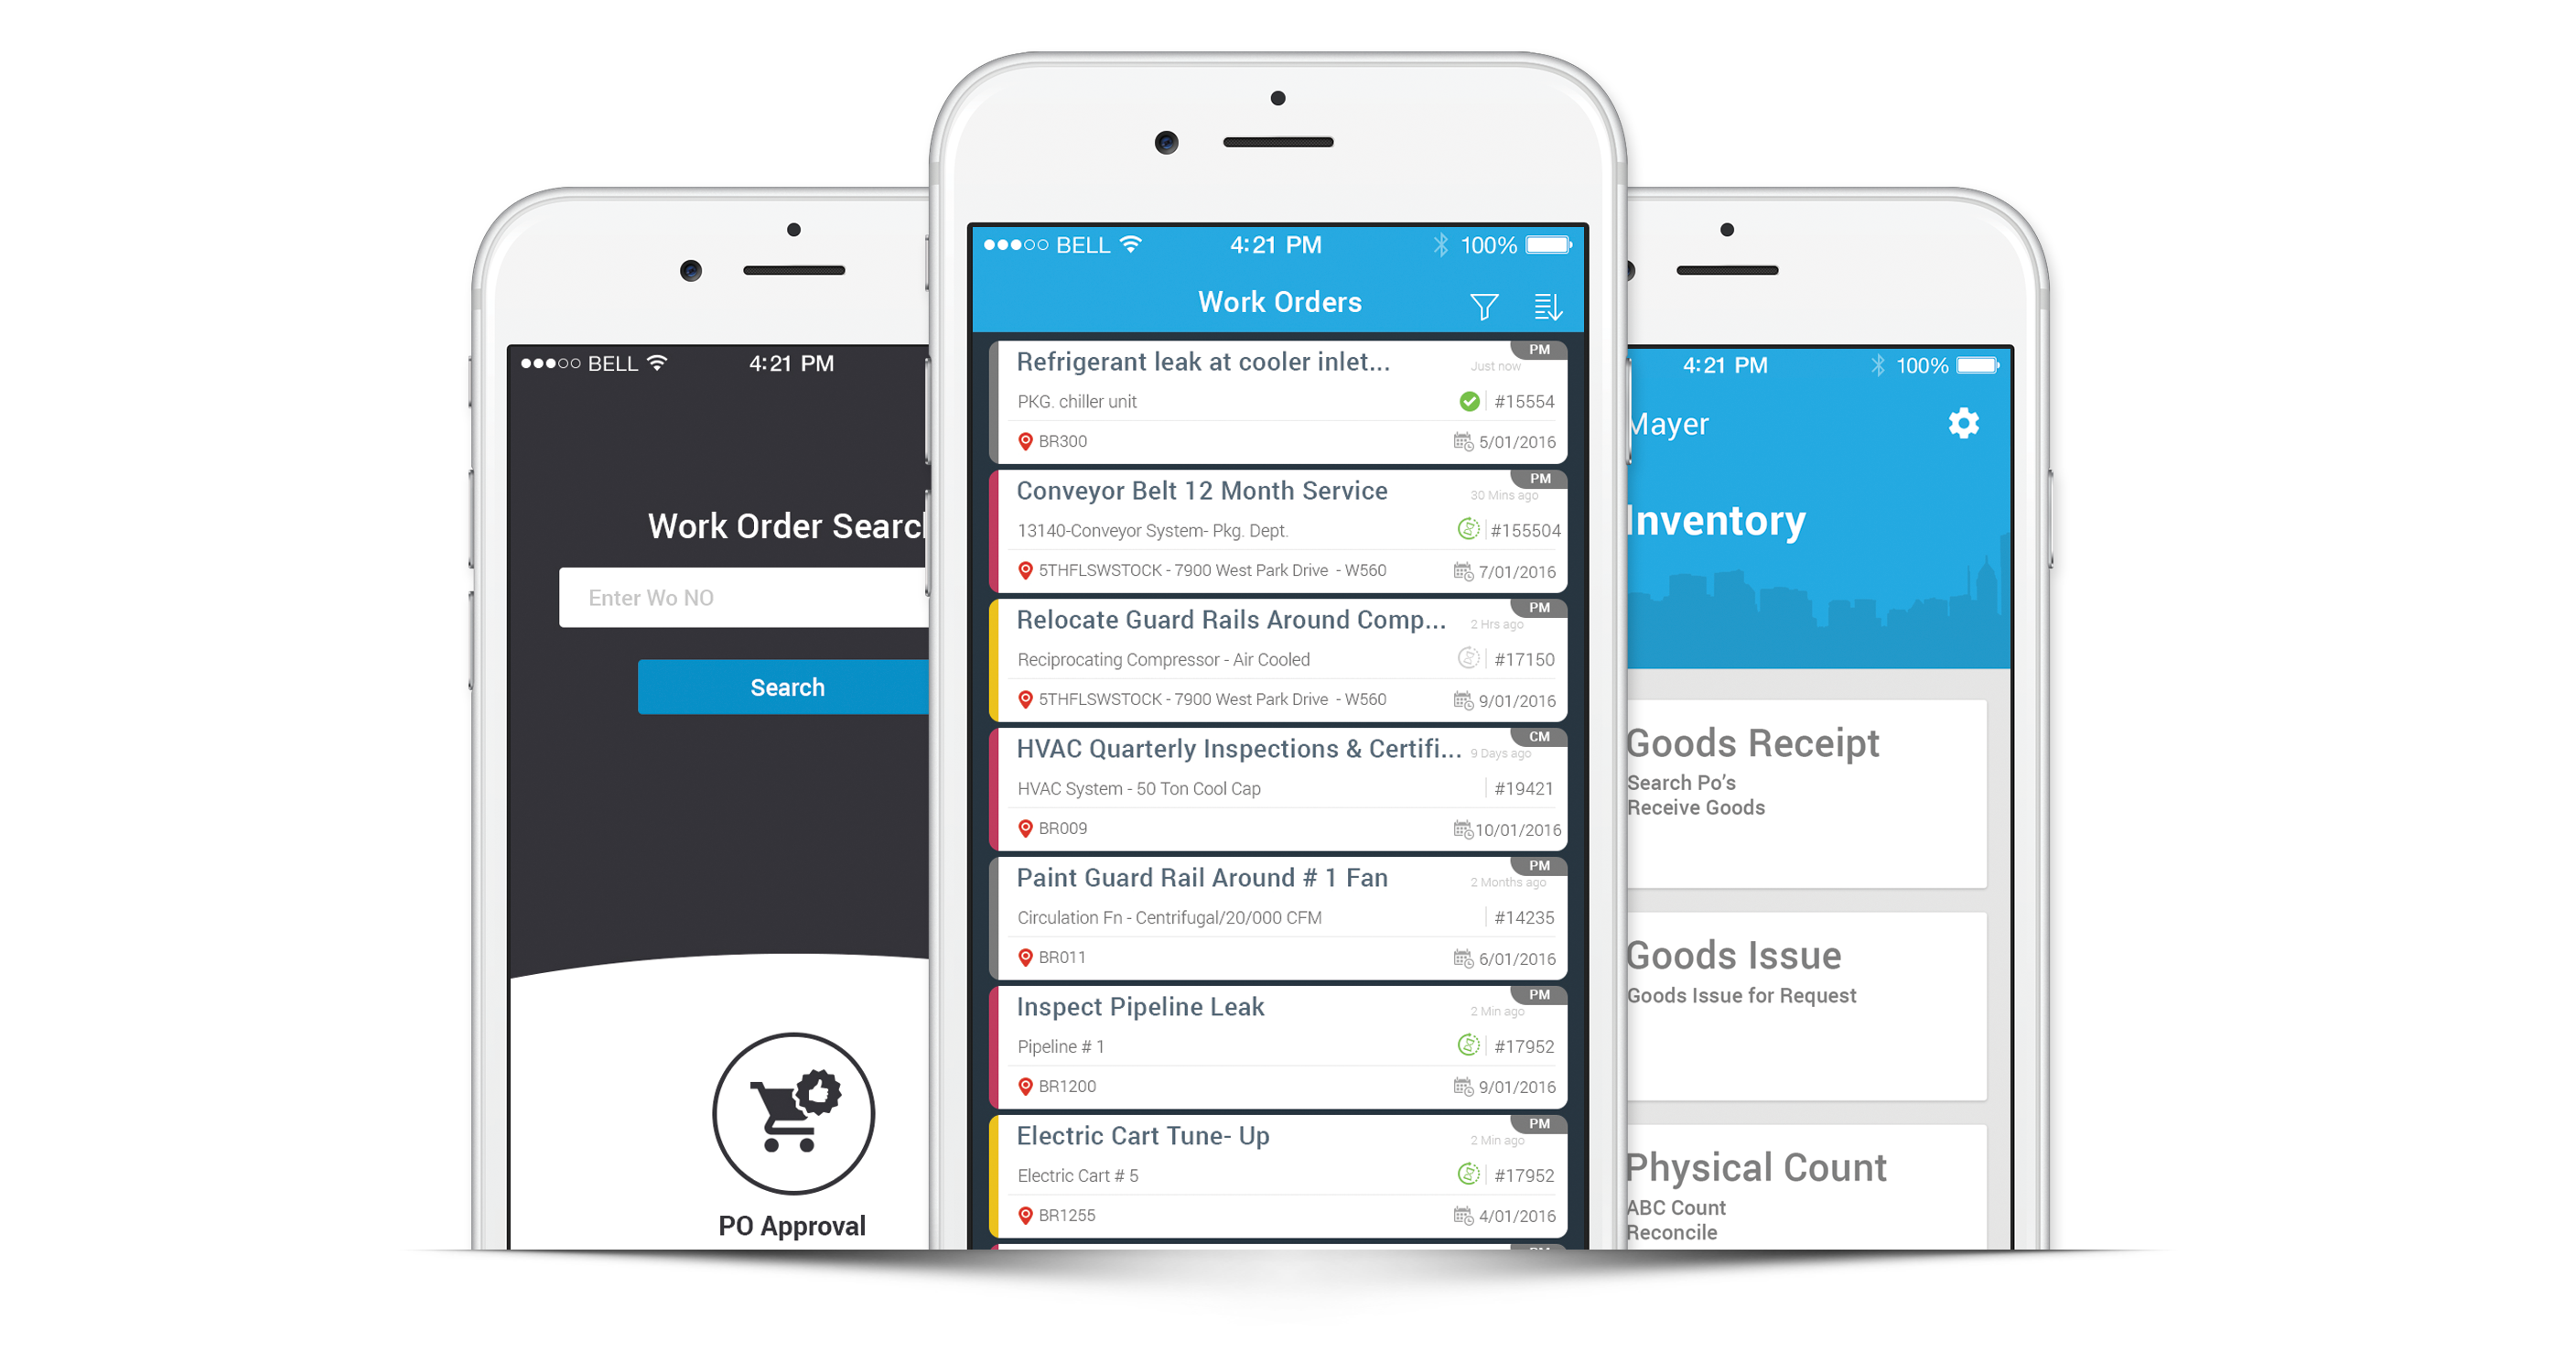 BELL 4:21 PM
Work Order Searc
Enter Wo NO
Search
PO Approval
BELL 4:21 PM 100%
Work Orders
PM
Refrigerant leak at cooler inlet... Just now
PKG. chiller unit #15554
BR300 5/01/2016
PM
Conveyor Belt 12 Month Service 30 Mins ago
13140-Conveyor System- Pkg. Dept. #155504
5THFLSWSTOCK - 7900 West Park Drive - W560 7/01/2016
PM
Relocate Guard Rails Around Comp... 2 Hrs ago
Reciprocating Compressor - Air Cooled #17150
5THFLSWSTOCK - 7900 West Park Drive - W560 9/01/2016
CM
HVAC Quarterly Inspections & Certifi... 9 Days ago
HVAC System - 50 Ton Cool Cap #19421
BR009 10/01/2016
PM
Paint Guard Rail Around # 1 Fan 2 Months ago
Circulation Fn - Centrifugal/20/000 CFM #14235
BR011 6/01/2016
PM
Inspect Pipeline Leak 2 Min ago
Pipeline # 1 #17952
BR1200 9/01/2016
PM
Electric Cart Tune- Up 2 Min ago
Electric Cart # 5 #17952
BR1255 4/01/2016
4:21 PM 100%
Mayer
Inventory
Goods Receipt
Search Po's
Receive Goods
Goods Issue
Goods Issue for Request
Physical Count
ABC Count
Reconcile